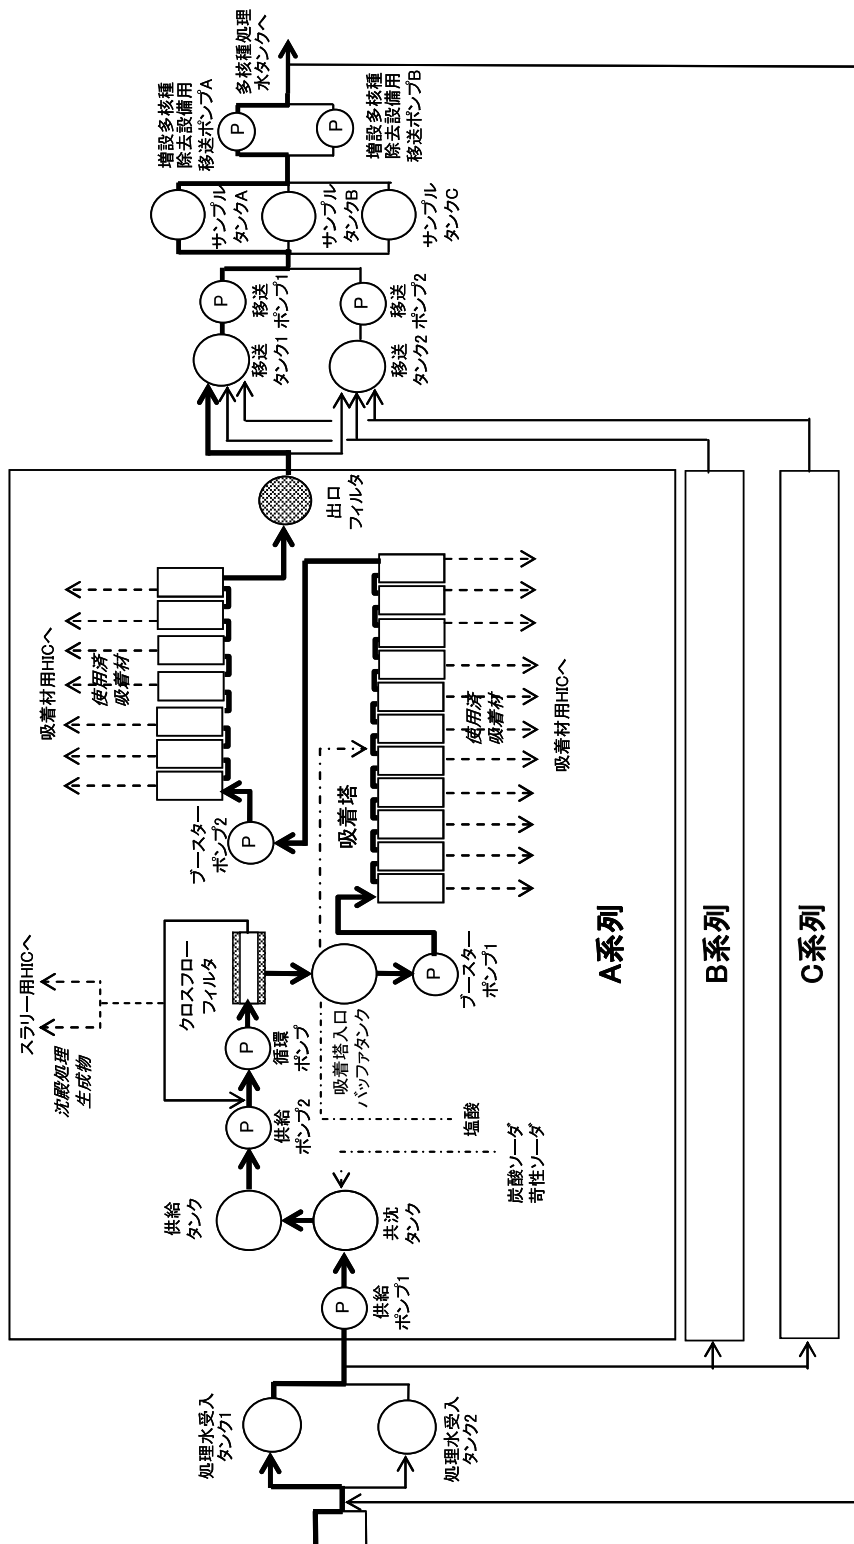 多核種処理
水タンクへ
増設多核種
除去設備用
移送ポンプA
P
P
増設多核種
除去設備用
移送ポンプB
サンプル
タンクA
サンプル
タンクB
サンプル
タンクC
P
移送
ポンプ1
移送
タンク1
P
移送
ポンプ2
移送
タンク2
出口
フィルタ
吸着材用HICへ
使用済
吸着材
使用済
吸着材
吸着材用HICへ
吸着塔
P
ブースター
ポンプ2
P
ブースター
ポンプ1
スラリー用HICへ
沈殿処理
生成物
クロスフロー
フィルタ
吸着塔入口
バッファタンク
P
循環
ポンプ
P
供給
ポンプ2
塩酸
炭酸ソーダ
苛性ソーダ
供給
タンク
共沈
タンク
P
供給
ポンプ1
A系列
B系列
C系列
処理水受入
タンク1
処理水受入
タンク2